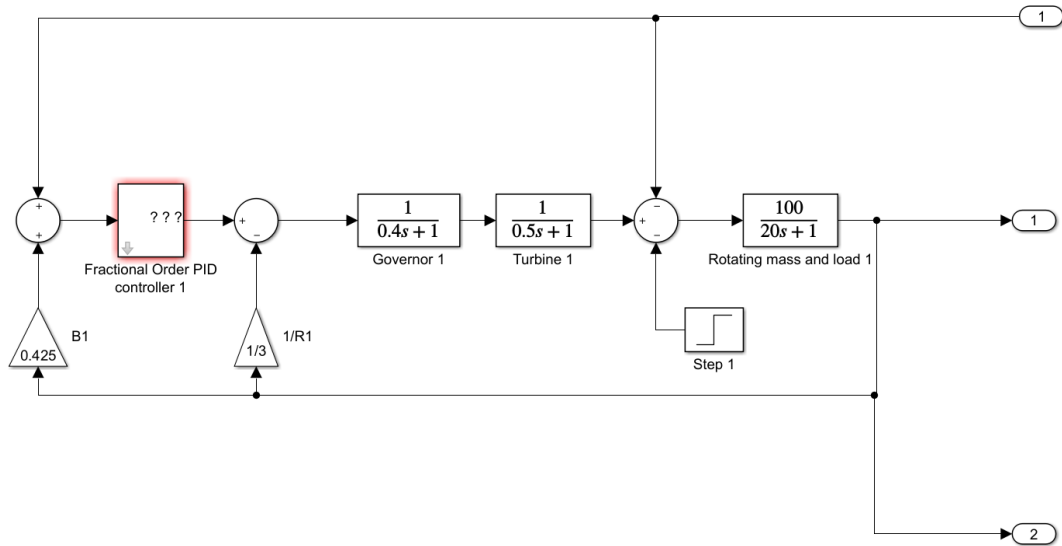 1
+
+
? ? ?
Fractional Order PID
controller 1
+
−
1
0.4s + 1
Governor 1
1
0.5s + 1
Turbine 1
−
+
−
100
20s + 1
Rotating mass and load 1
1
B1
0.425
1/R1
1/3
Step 1
2